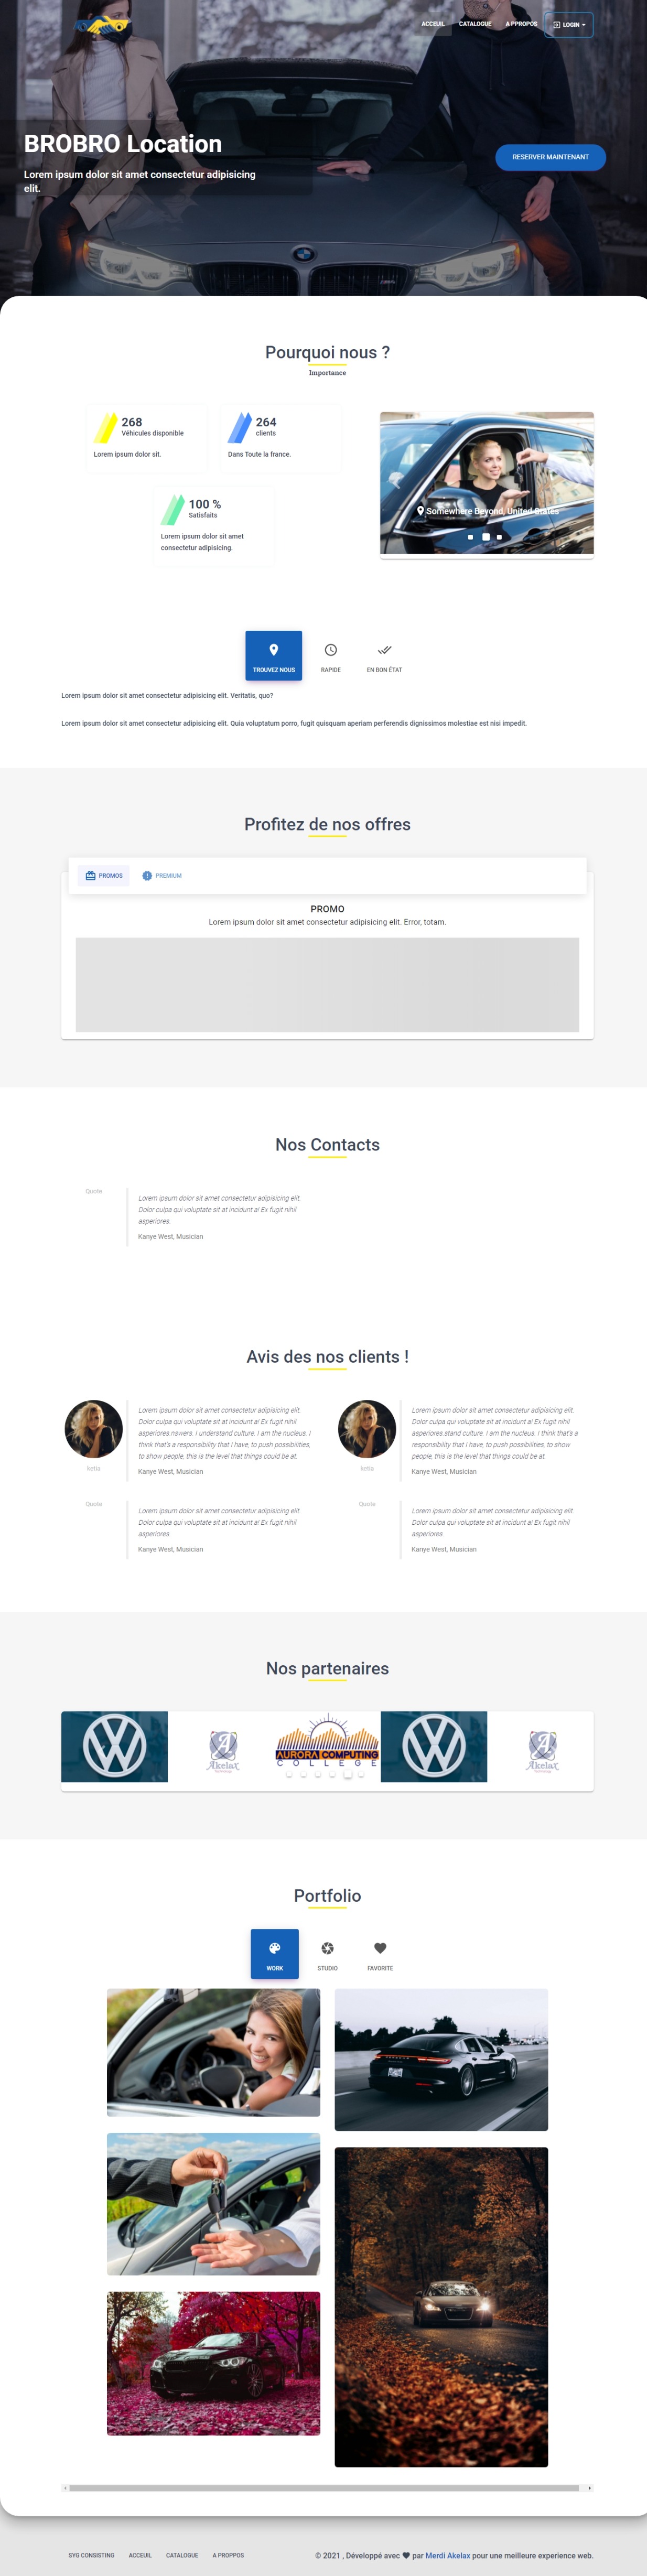 ACCEUIL CATALOGUE A PPROPOS LOGIN
BROBRO Location
Lorem ipsum dolor sit amet consectetur adipisicing
elit.
RESERVER MAINTENANT
Pourquoi nous ?
Importance
268
Véhicules disponible
Lorem ipsum dolor sit.
264
clients
Dans Toute la france.
100 %
Satisfaits
Lorem ipsum dolor sit amet
consectetur adipisicing.
Somewhere Beyond, United States
TROUVEZ NOUS
RAPIDE
EN BON ÉTAT
Lorem ipsum dolor sit amet consectetur adipisicing elit. Veritatis, quo?
Lorem ipsum dolor sit amet consectetur adipisicing elit. Quia voluptatum porro, fugit quisquam aperiam perferendis dignissimos molestiae est nisi impedit.
Profitez de nos offres
PROMOS
PREMIUM
PROMO
Lorem ipsum dolor sit amet consectetur adipisicing elit. Error, totam.
Nos Contacts
Quote
Lorem ipsum dolor sit amet consectetur adipisicing elit.
Dolor culpa qui voluptate sit at incidunt a! Ex fugit nihil
asperiores.
Kanye West, Musician
Avis des nos clients !
ketia
Lorem ipsum dolor sit amet consectetur adipisicing elit.
Dolor culpa qui voluptate sit at incidunt a! Ex fugit nihil
asperiores nswers. I understand culture. I am the nucleus. I
think that's a responsibility that I have, to push possibilities,
to show people, this is the level that things could be at.
Kanye West, Musician
ketia
Lorem ipsum dolor sit amet consectetur adipisicing elit.
Dolor culpa qui voluptate sit at incidunt a! Ex fugit nihil
asperiores stand culture. I am the nucleus. I think that's a
responsibility that I have, to push possibilities, to show
people, this is the level that things could be at.
Kanye West, Musician
Quote
Lorem ipsum dolor sit amet consectetur adipisicing elit.
Dolor culpa qui voluptate sit at incidunt a! Ex fugit nihil
asperiores.
Kanye West, Musician
Quote
Lorem ipsum dolor sit amet consectetur adipisicing elit.
Dolor culpa qui voluptate sit at incidunt a! Ex fugit nihil
asperiores.
Kanye West, Musician
Nos partenaires
Akelax
Technology
AURORA COMPUTING
COLLEGE
Akelax
Technology
Portfolio
WORK
STUDIO
FAVORITE
SYG CONSISTING ACCEUIL CATALOGUE A PROPPOS
© 2021 , Développé avec par Merdi Akelax pour une meilleure experience web.